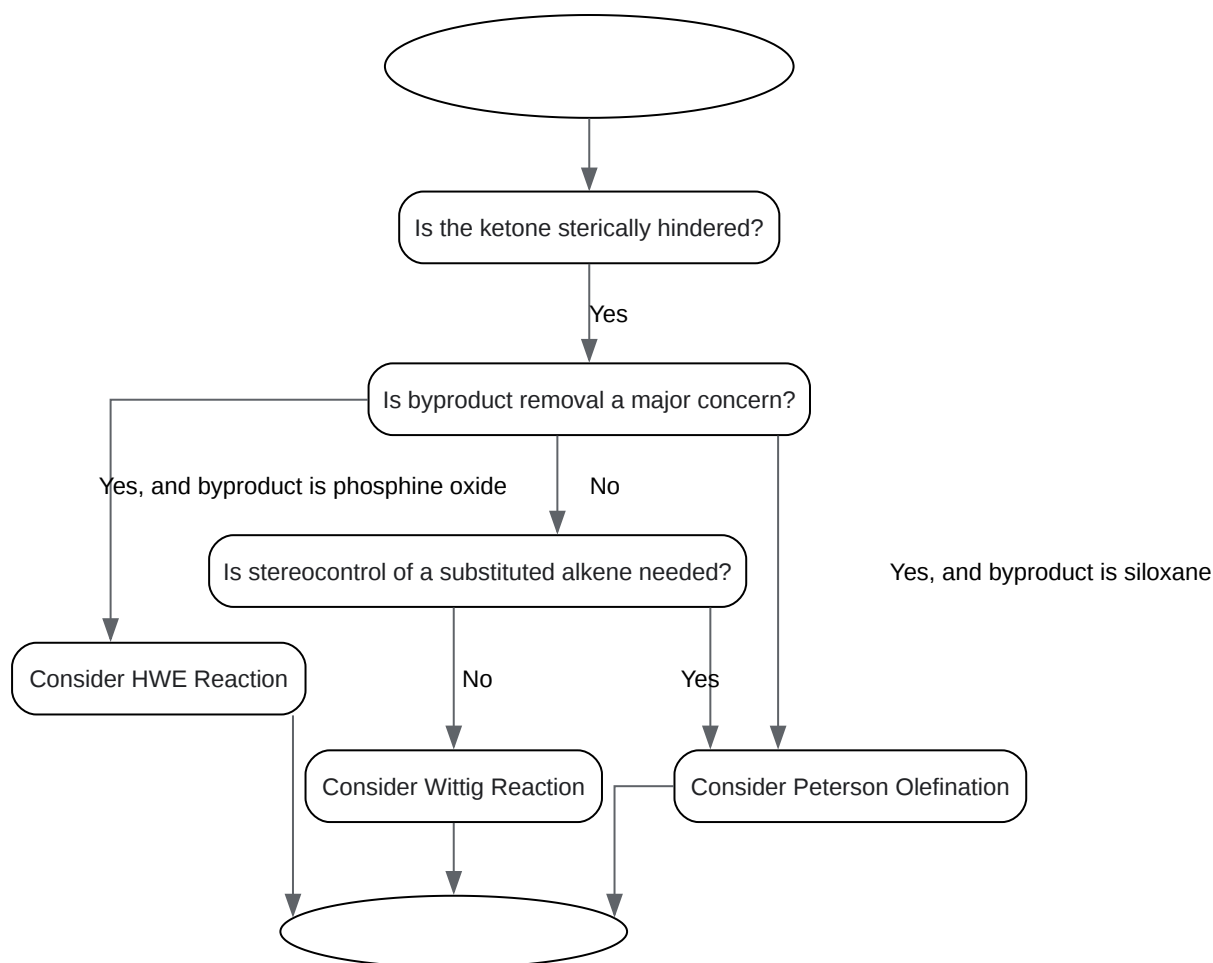 Is the ketone sterically hindered?
Yes
Is byproduct removal a major concern?
Yes, and byproduct is phosphine oxide
No
Is stereocontrol of a substituted alkene needed?
Yes, and byproduct is siloxane
Consider HWE Reaction
No
Yes
Consider Wittig Reaction
Consider Peterson Olefination